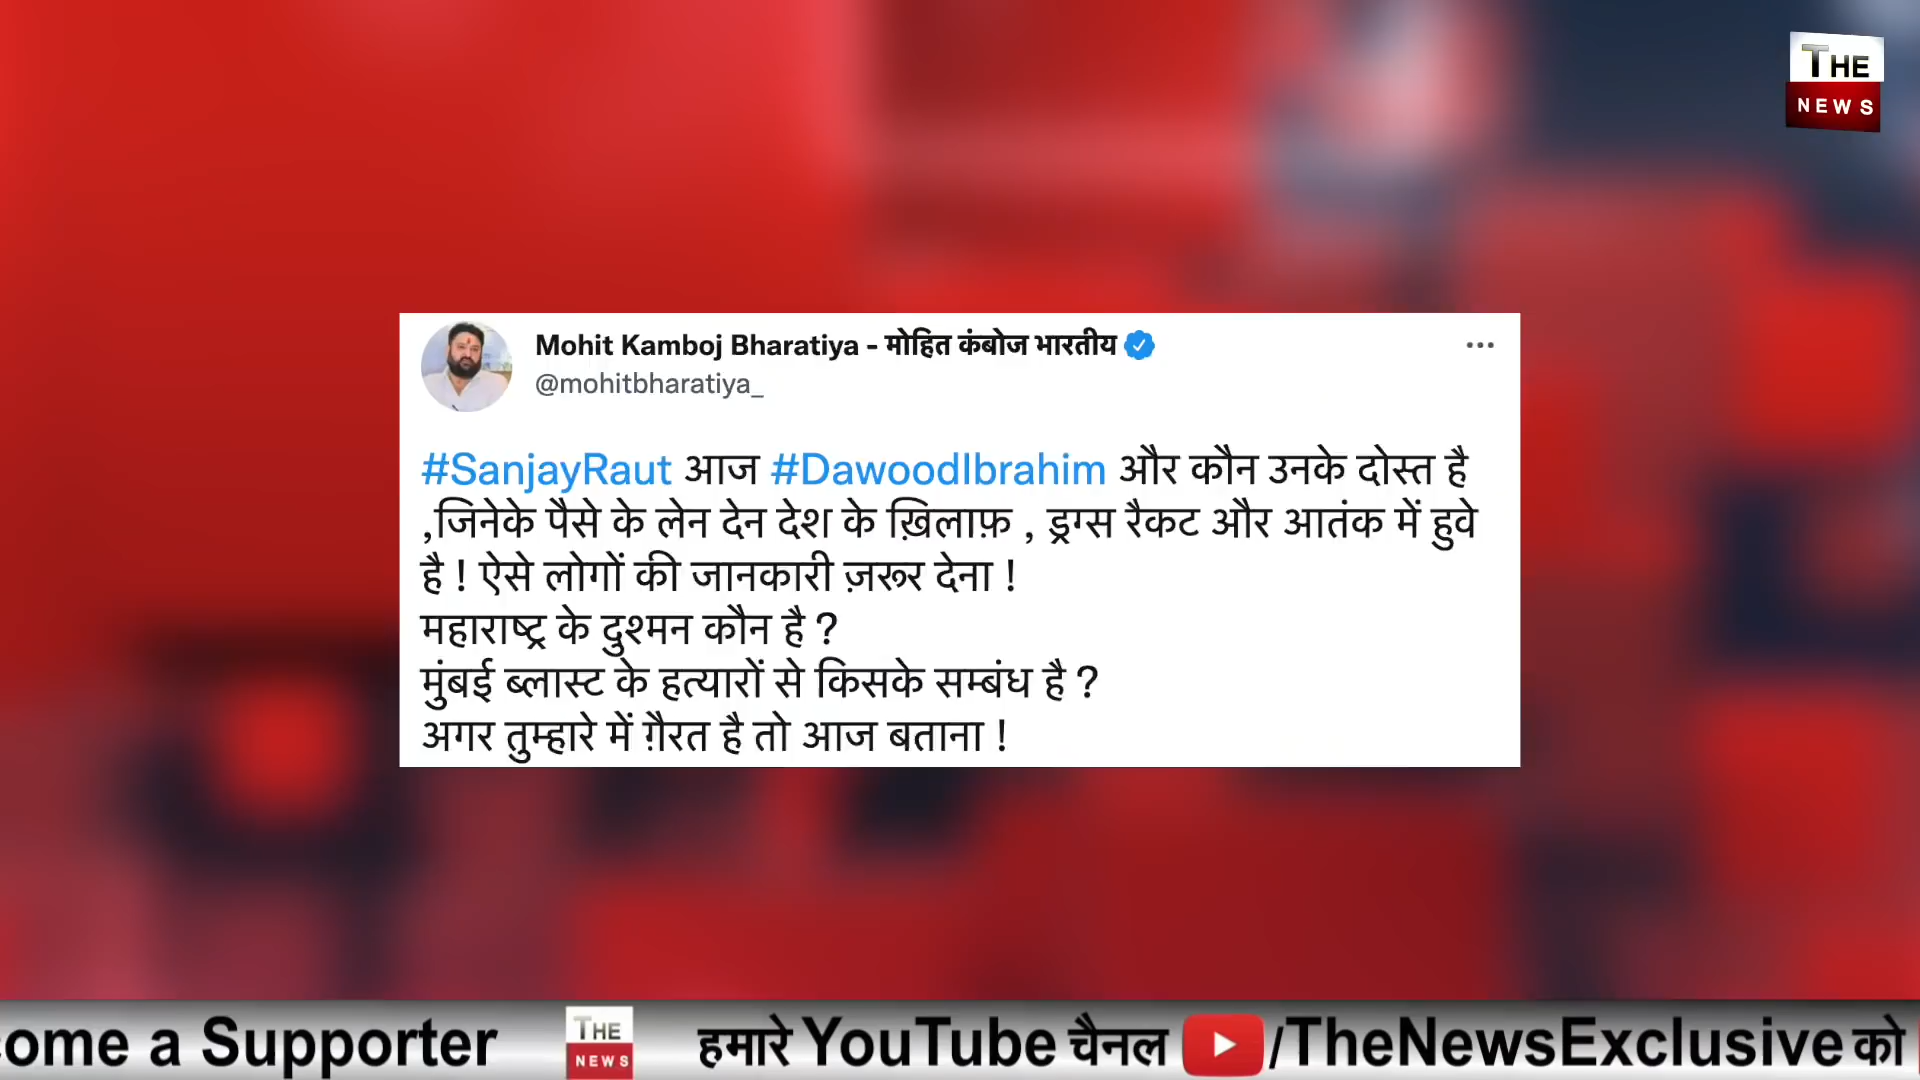 THE
NEWS
Mohit Kamboj Bharatiya - मोहित कंबोज भारतीय
@mohitbharatiya_
#SanjayRaut आज #DawoodIbrahim और कौन उनके दोस्त है
,जिनेके पैसे के लेन देन देश के ख़िलाफ़ , ड्रग्स रैकट और आतंक में हुवे
है ! ऐसे लोगों की जानकारी ज़रूर देना !
महाराष्ट्र के दुश्मन कौन है ?
मुंबई ब्लास्ट के हत्यारों से किसके सम्बंध है ?
अगर तुम्हारे में ग़ैरत है तो आज बताना !
ome a Supporter THE NEWS हमारे YouTube चैनल /TheNewsExclusive को